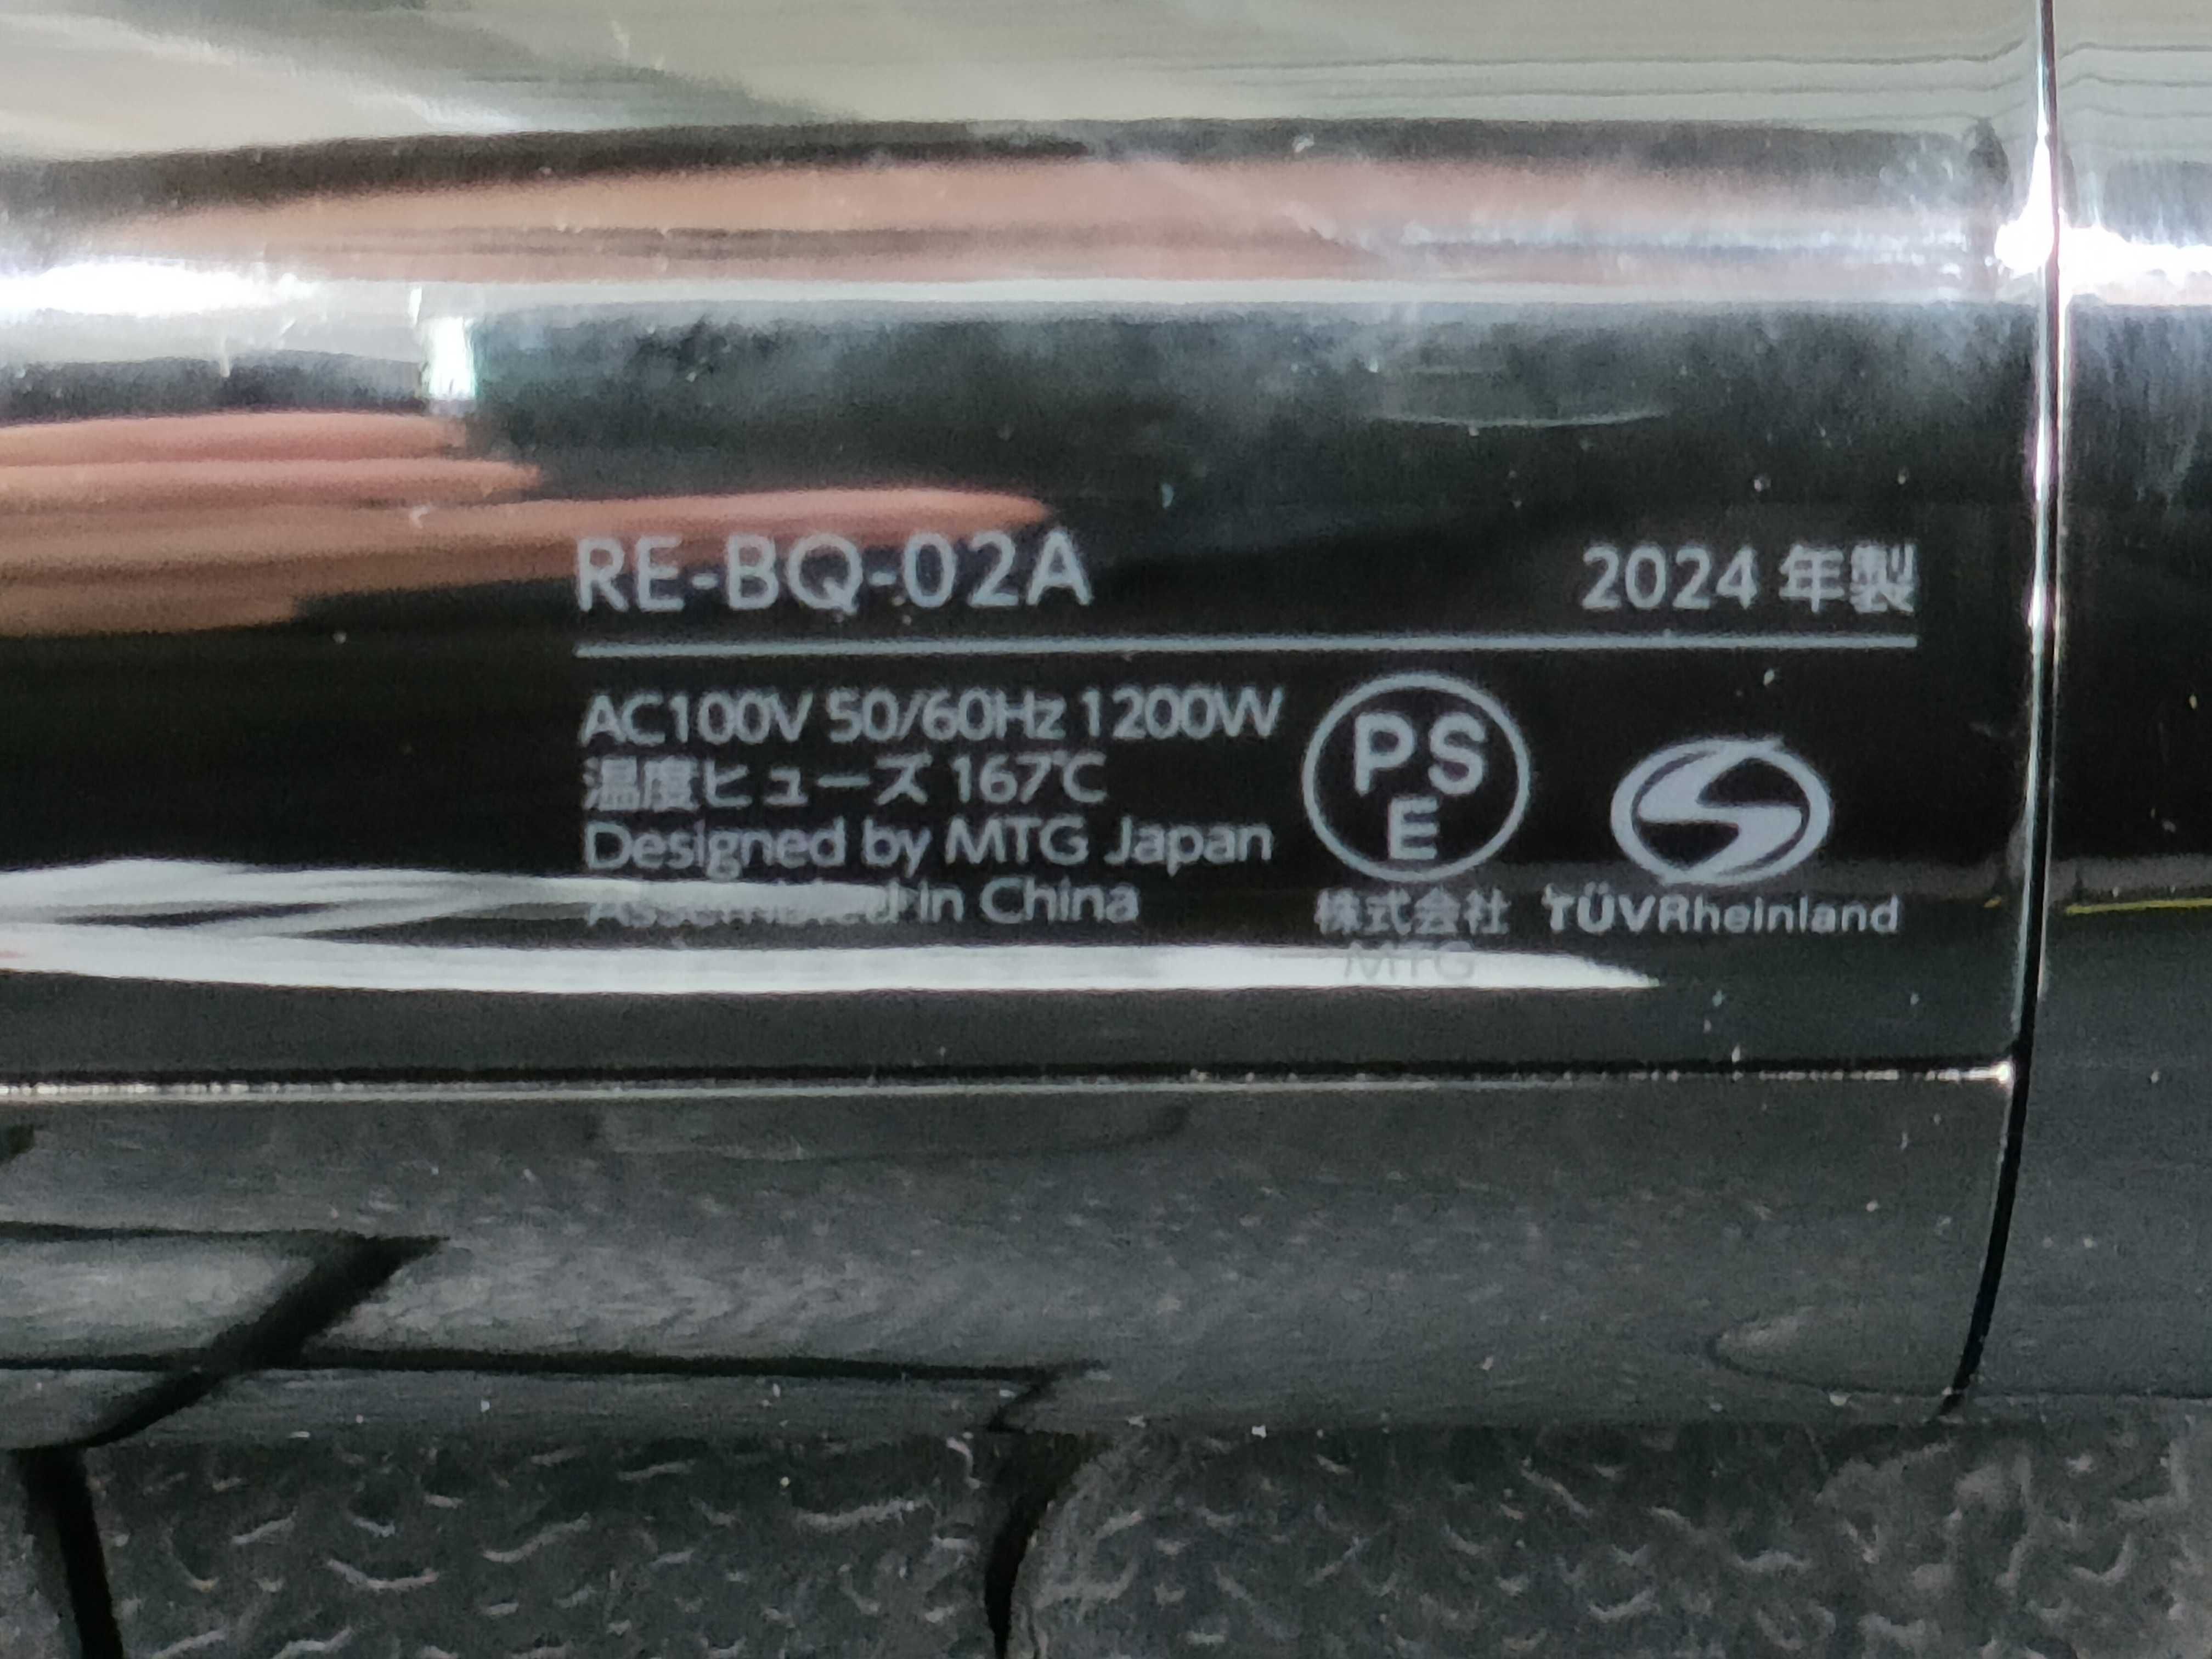 RE-BQ-02A 2024 年製
AC100V 50/60Hz 1200W
温度ヒューズ 167℃
Designed by MTG Japan
Assembled in China
PS
E
株式会社
MTG
TÜVRheinland